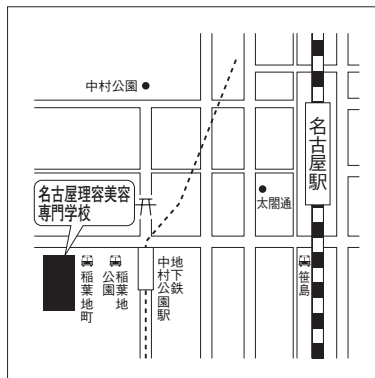 中村公園
名古屋駅
名古屋理容美容
専門学校
太閤通
稲葉地町
稲葉地
公園
地下鉄
中村公園駅
笹島